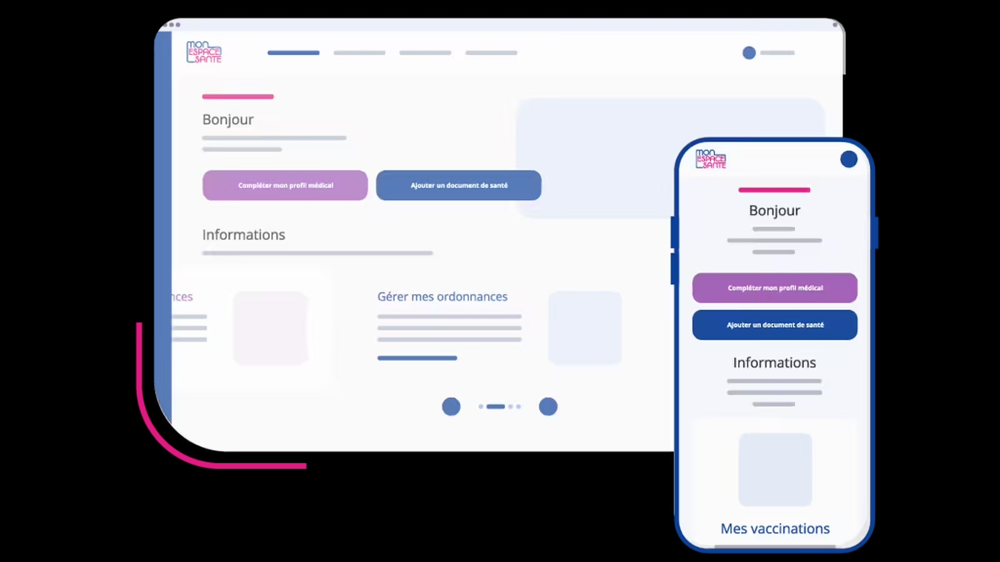 mon
ESPACE
SANTE
Bonjour
Compléter mon profil médical
Ajouter un document de santé
Informations
nces
Gérer mes ordonnances
mon
ESPACE
SANTE
Bonjour
Compléter mon profil médical
Ajouter un document de santé
Informations
Mes vaccinations